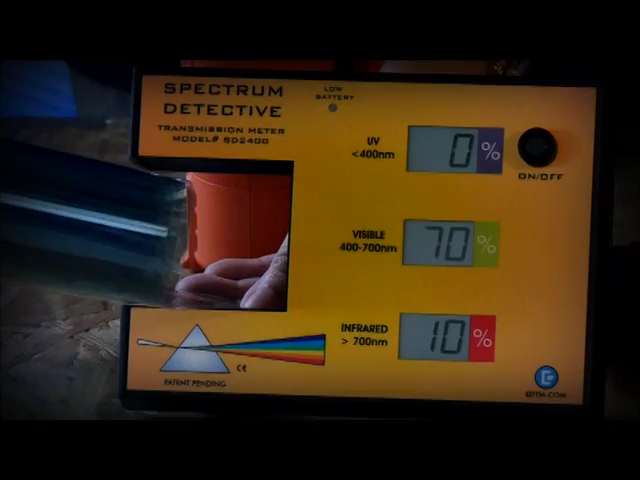 SPECTRUM
DETECTIVE
TRANSMISSION METER
MODEL# SD2400
LOW
BATTERY
UV
<400nm
0 %
ON/OFF
VISIBLE
400-700nm
70 %
INFRARED
> 700nm
10 %
CE
PATENT PENDING
E
EDTM.COM